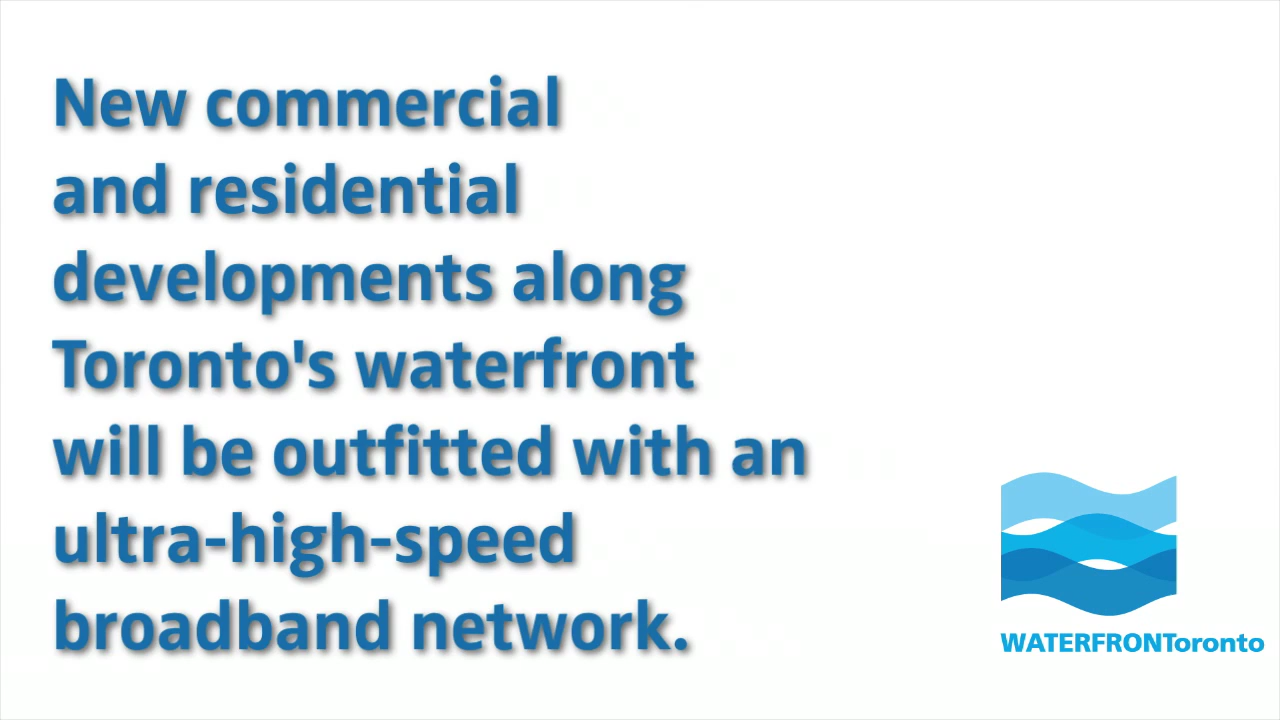 New commercial
and residential
developments along
Toronto's waterfront
will be outfitted with an
ultra-high-speed
broadband network.
WATERFRONToronto